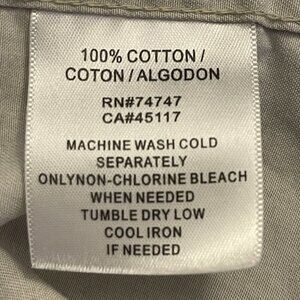 100% COTTON /
COTON / ALGODON
RN#74747
CA#45117
MACHINE WASH COLD
SEPARATELY
ONLYNON-CHLORINE BLEACH
WHEN NEEDED
TUMBLE DRY LOW
COOL IRON
IF NEEDED